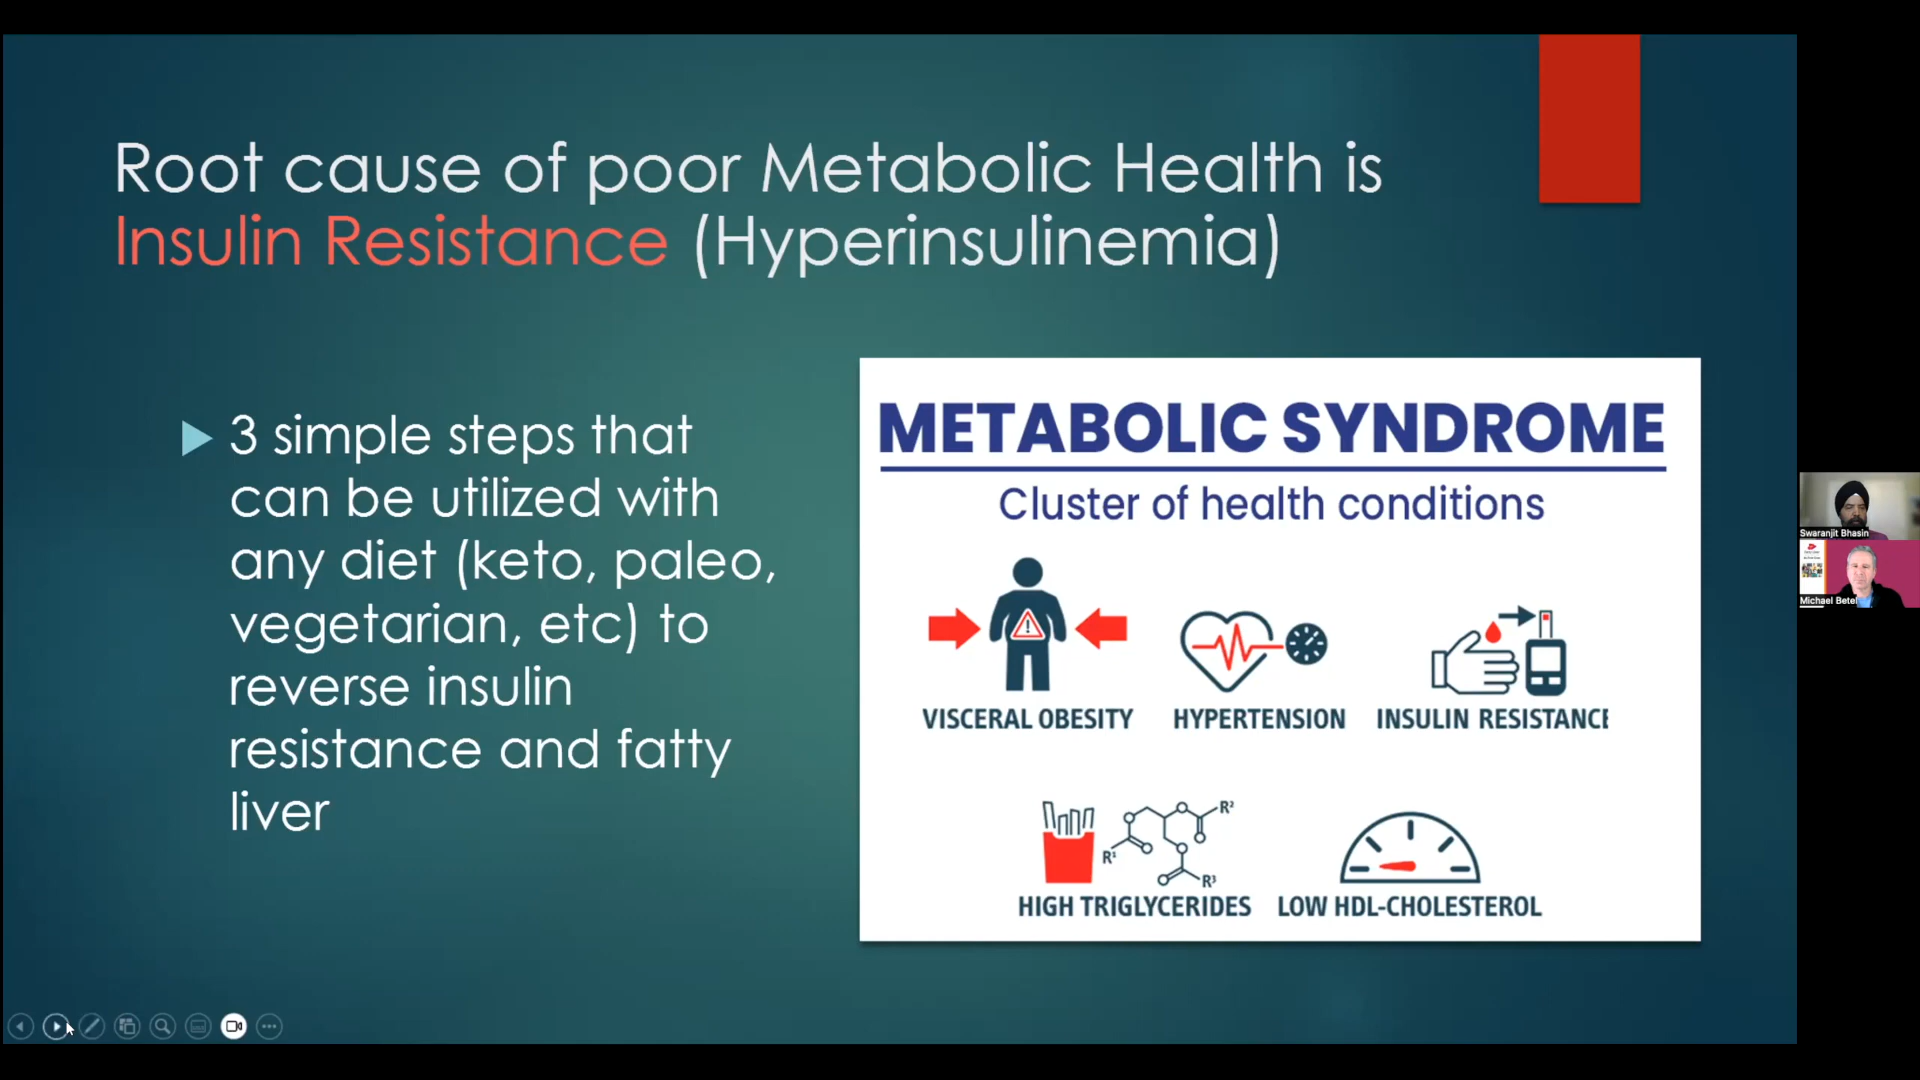 Root cause of poor Metabolic Health is
Insulin Resistance (Hyperinsulinemia)
3 simple steps that
can be utilized with
any diet (keto, paleo,
vegetarian, etc) to
reverse insulin
resistance and fatty
liver
METABOLIC SYNDROME
Cluster of health conditions
VISCERAL OBESITY
HYPERTENSION
INSULIN RESISTANCE
R¹
R²
R³
HIGH TRIGLYCERIDES
LOW HDL-CHOLESTEROL
Swaranjit Bhasin
Michael Betel